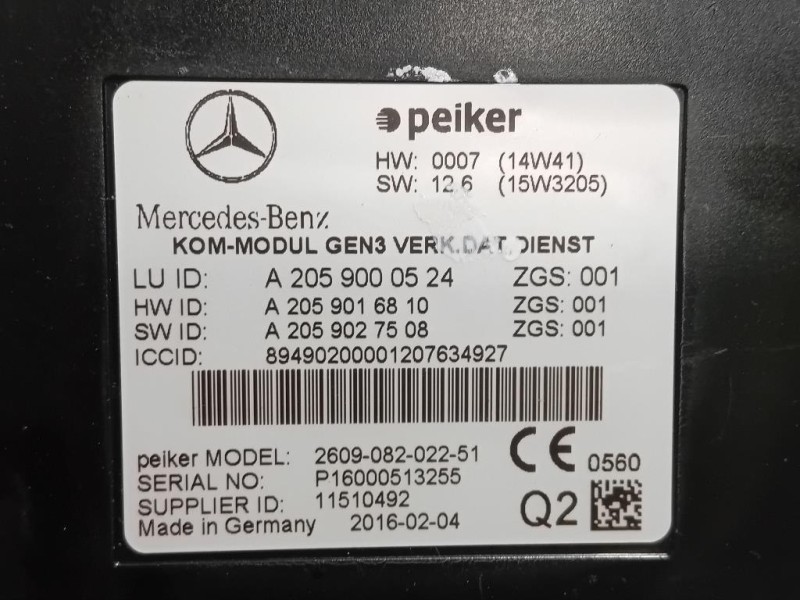 peiker
HW: 0007 (14W41)
SW: 12.6 (15W3205)
Mercedes-Benz
KOM-MODUL GEN3 VERK.DAT.DIENST
LU ID: A 205 900 05 24 ZGS: 001
HW ID: A 205 901 68 10 ZGS: 001
SW ID: A 205 902 75 08 ZGS: 001
ICCID: 89490200001207634927
peiker MODEL: 2609-082-022-51
SERIAL NO: P16000513255
SUPPLIER ID: 11510492
Made in Germany 2016-02-04
CE 0560
Q2